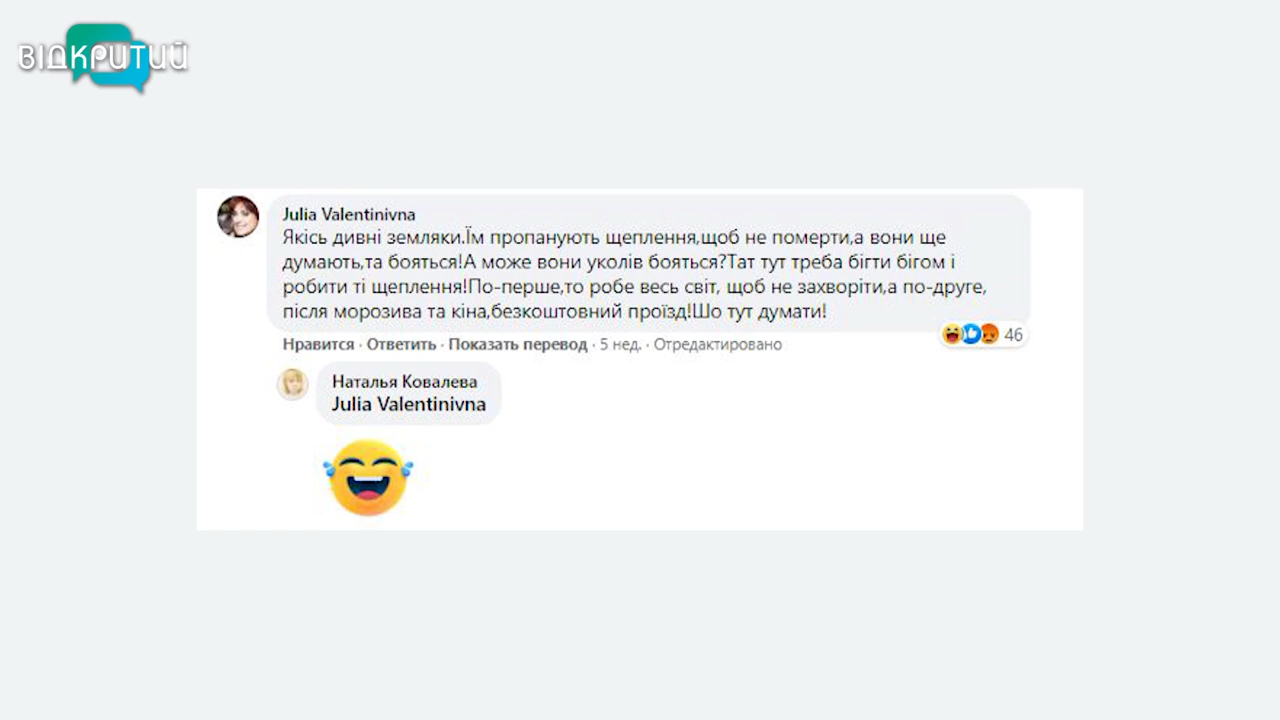 ВІДКРИТИЙ
Julia Valentinivna
Якісь дивні земляки.Їм пропанують щеплення,щоб не померти,а вони ще
думають,та бояться!А може вони уколів бояться?Тат тут треба бігти бігом і
робити ті щеплення!По-перше,то робе весь світ, щоб не захворіти,а по-друге,
після морозива та кіна,безкоштовний проїзд!Шо тут думати!
46
Нравится · Ответить · Показать перевод · 5 нед. · Отредактировано
Наталья Ковалева
Julia Valentinivna